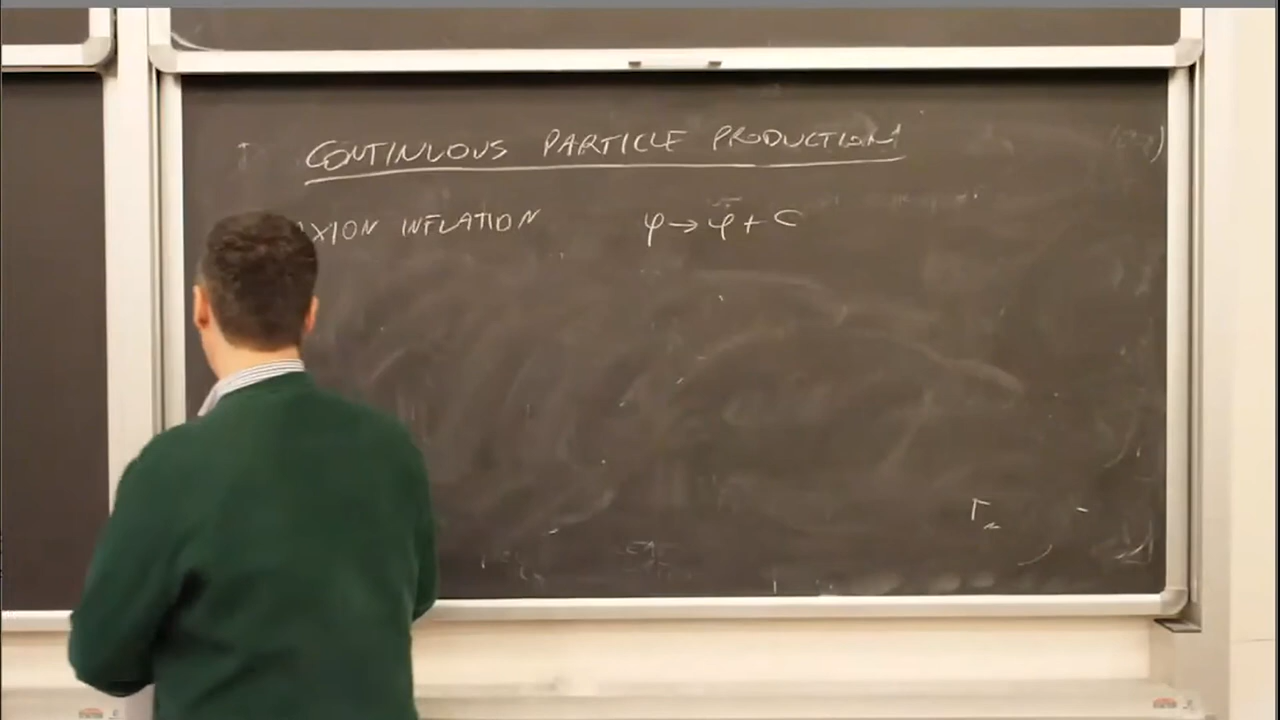 CONTINUOUS PARTICLE PRODUCTION
AXION INFLATION φ → φ + C